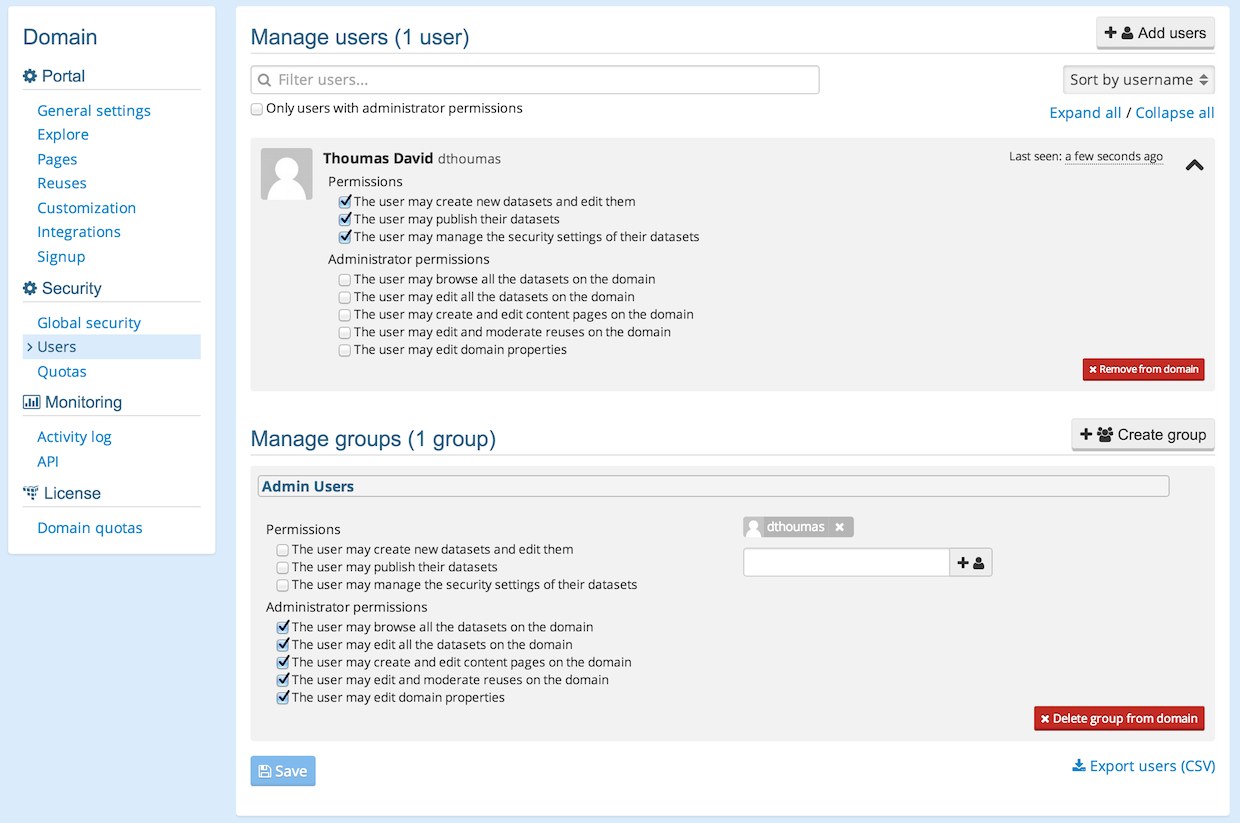 Domain
Portal
General settings
Explore
Pages
Reuses
Customization
Integrations
Signup
Security
Global security
Users
Quotas
Monitoring
Activity log
API
License
Domain quotas
Manage users (1 user)
Add users
Filter users...
Sort by username
Only users with administrator permissions
Expand all / Collapse all
Thoumas David dthoumas
Last seen: a few seconds ago
Permissions
The user may create new datasets and edit them
The user may publish their datasets
The user may manage the security settings of their datasets
Administrator permissions
The user may browse all the datasets on the domain
The user may edit all the datasets on the domain
The user may create and edit content pages on the domain
The user may edit and moderate reuses on the domain
The user may edit domain properties
Remove from domain
Manage groups (1 group)
Create group
Admin Users
Permissions
The user may create new datasets and edit them
The user may publish their datasets
The user may manage the security settings of their datasets
dthoumas
Administrator permissions
The user may browse all the datasets on the domain
The user may edit all the datasets on the domain
The user may create and edit content pages on the domain
The user may edit and moderate reuses on the domain
The user may edit domain properties
Delete group from domain
Save
Export users (CSV)